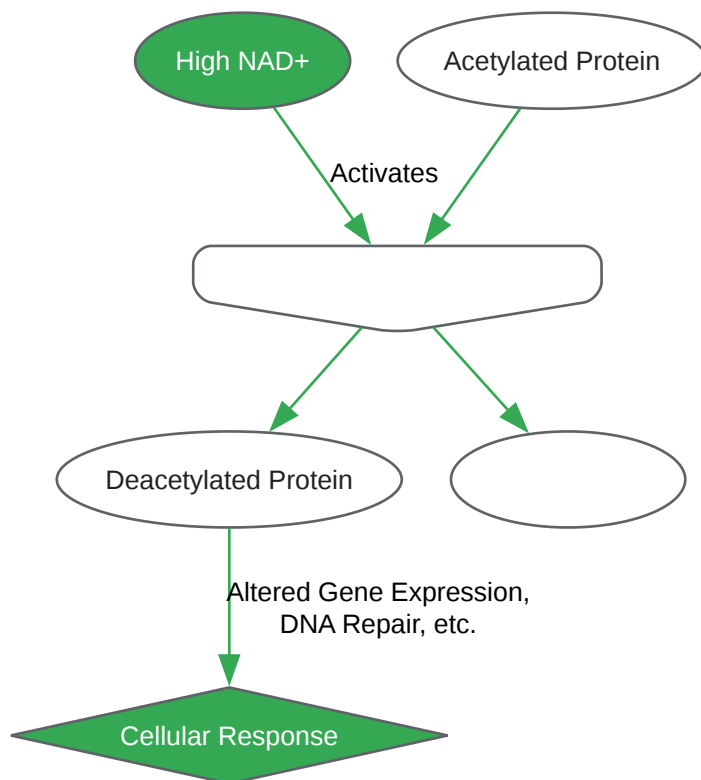 High NAD+
Acetylated Protein
Activates
Deacetylated Protein
Altered Gene Expression,
DNA Repair, etc.
Cellular Response